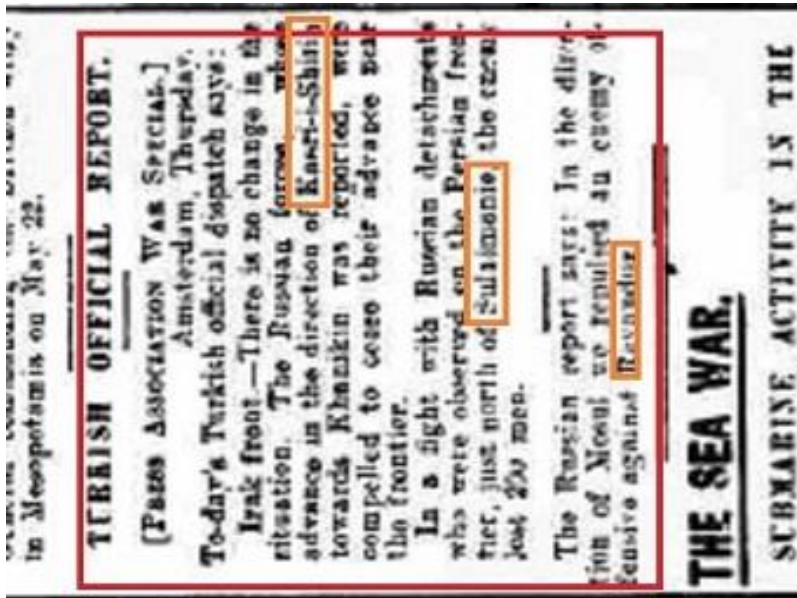 in Mesopotamia on May 22.
TURKISH OFFICIAL REPORT.
[PRESS ASSOCIATION WAR SPECIAL.]
Amsterdam, Thursday.
To-day's Turkish official dispatch says:
Irak front.—There is no change in the
situation. The Russian force, whose
advance in the direction of Kasri-i-Shirin
towards Khanikin was reported, were
compelled to cease their advance near
the frontier.
In a fight with Russian detachments
who were observed on the Persian fron-
tier, just north of Sulaimanie, the enemy
lost 250 men.
The Russian report says: In the direc-
tion of Mosul we repulsed an enemy of-
fensive against Revanduz
THE SEA WAR.
SUBMARINE ACTIVITY IN THE